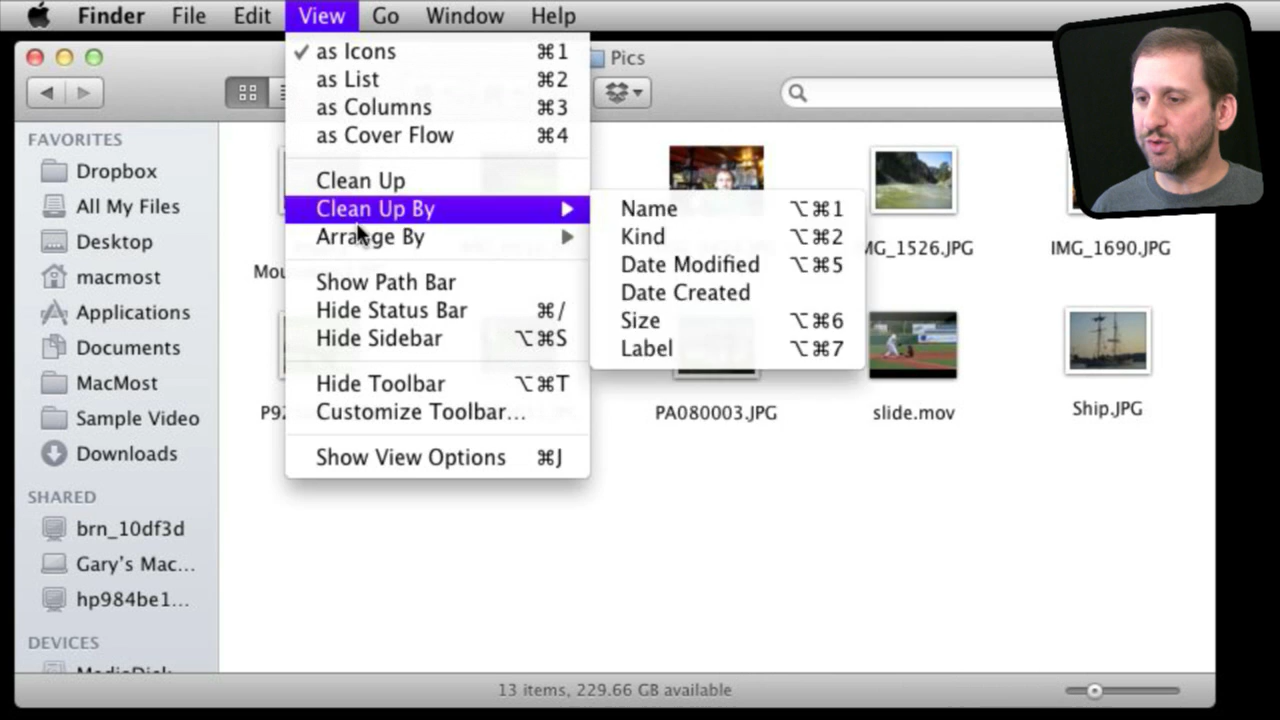 Finder File Edit View Go Window Help
Pics
✓ as Icons ⌘1
as List ⌘2
as Columns ⌘3
as Cover Flow ⌘4
Clean Up
Clean Up By
Arrange By
Show Path Bar
Hide Status Bar ⌘/
Hide Sidebar ⌥⌘S
Hide Toolbar ⌥⌘T
Customize Toolbar...
Show View Options ⌘J
Name ⌥⌘1
Kind ⌥⌘2
Date Modified ⌥⌘5
Date Created
Size ⌥⌘6
Label ⌥⌘7
FAVORITES
Dropbox
All My Files
Desktop
macmost
Applications
Documents
MacMost
Sample Video
Downloads
SHARED
brn_10df3d
Gary's Mac...
hp984be1...
DEVICES
MG_1526.JPG
IMG_1690.JPG
PA080003.JPG
slide.mov
Ship.JPG
13 items, 229.66 GB available